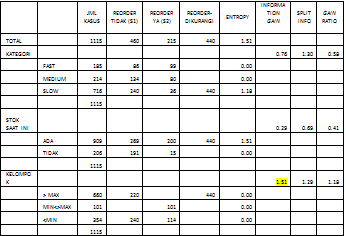 JML KASUS REORDER TIDAK (S1) REORDER YA (S2) REORDER-DIKURANGI ENTROPY INFORMATION GAIN SPLIT INFO GAIN RATIO
TOTAL 1115 460 215 440 1.51
KATEGORI 0.76 1.30 0.58
FAST 185 86 99 0.00
MEDIUM 214 134 80 0.00
SLOW 716 240 36 440 1.18
1115
STOK SAAT INI 0.29 0.69 0.41
ADA 909 269 200 440 1.51
TIDAK 206 191 15 0.00
1115
KELOMPOK 1.51 1.29 1.18
> MAX 660 220 440 0.00
MIN<>MAX 101 101 0.00
<MIN 354 240 114 0.00
1115